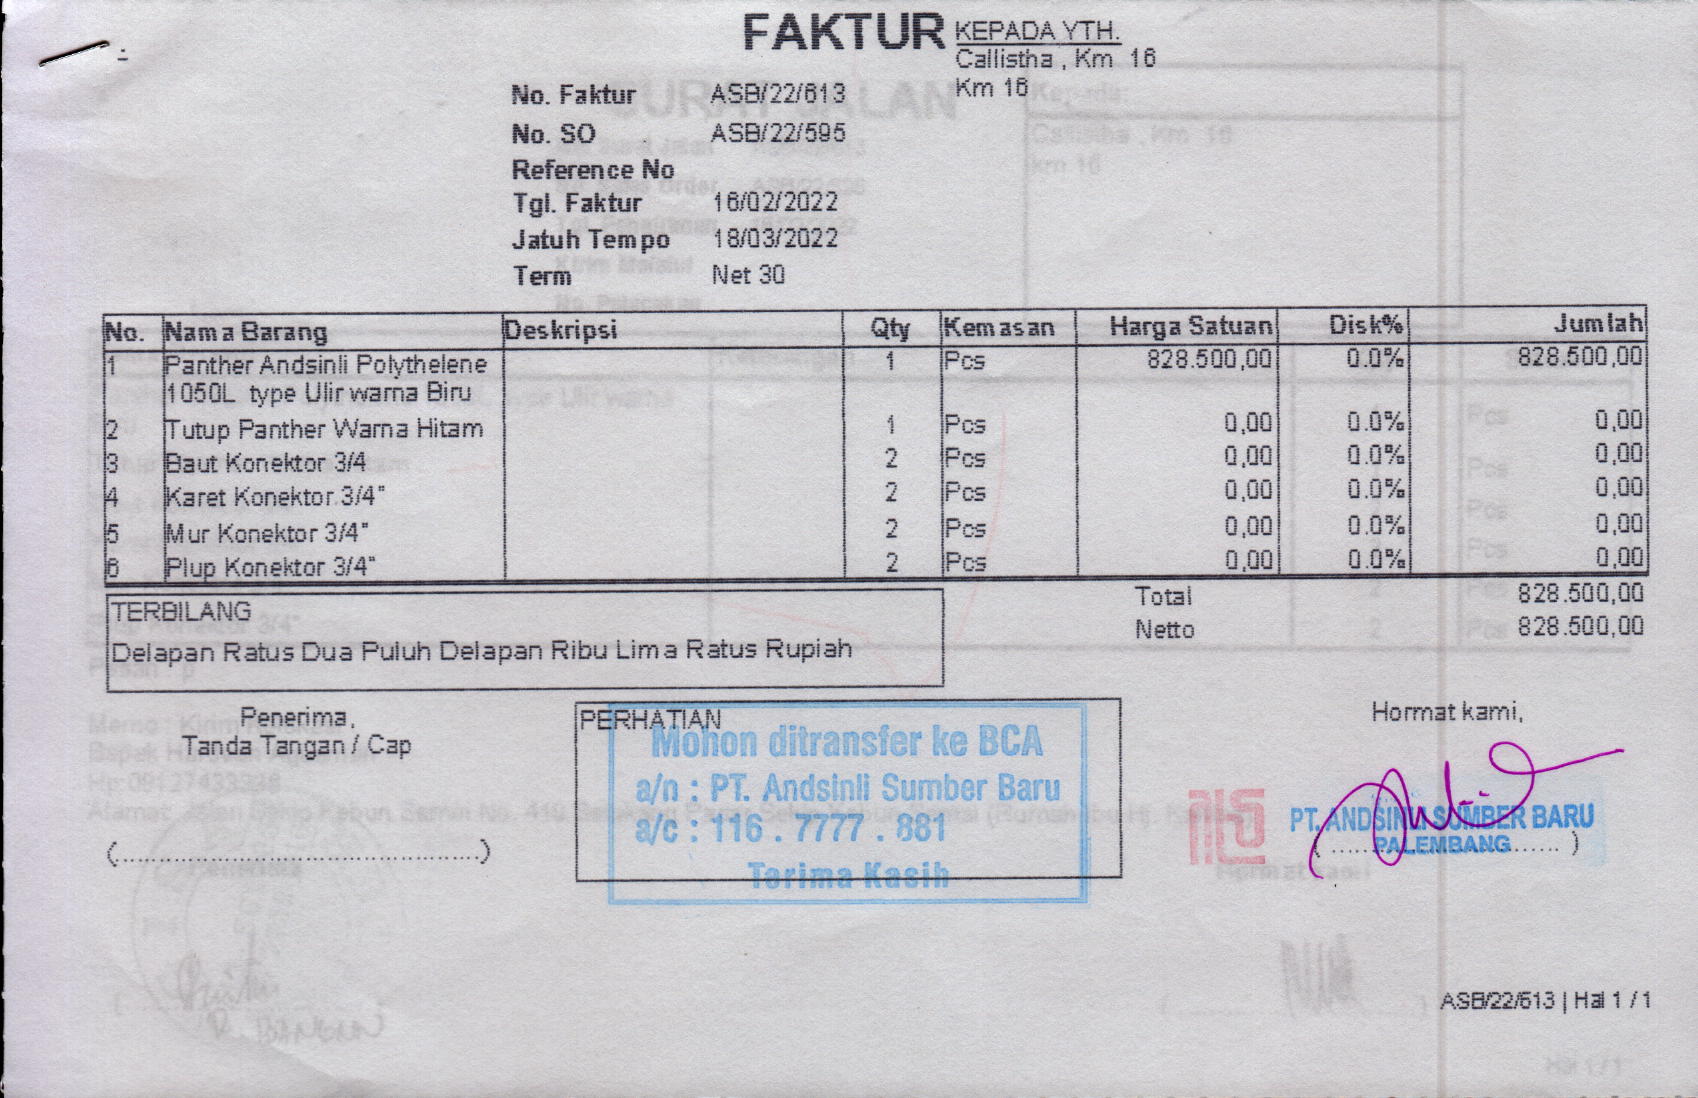 FAKTUR
KEPADA YTH.
Callistha , Km 16
Km 16
No. Faktur ASB/22/613
No. SO ASB/22/595
Reference No
Tgl. Faktur 16/02/2022
Jatuh Tempo 18/03/2022
Term Net 30
No. Nama Barang Deskripsi Qty Kemasan Harga Satuan Disk% Jumlah
1 Panther Andsinli Polythelene 1 Pcs 828.500,00 0.0% 828.500,00
1050L type Ulir warna Biru
2 Tutup Panther Warna Hitam 1 Pcs 0,00 0.0% 0,00
3 Baut Konektor 3/4 2 Pcs 0,00 0.0% 0,00
4 Karet Konektor 3/4" 2 Pcs 0,00 0.0% 0,00
5 Mur Konektor 3/4" 2 Pcs 0,00 0.0% 0,00
6 Plup Konektor 3/4" 2 Pcs 0,00 0.0% 0,00
Total 828.500,00
Netto 828.500,00
TERBILANG
Delapan Ratus Dua Puluh Delapan Ribu Lima Ratus Rupiah
Penerima,
Tanda Tangan / Cap
PERHATIAN
Mohon ditransfer ke BCA
a/n : PT. Andsinli Sumber Baru
a/c : 116 . 7777 . 881
Terima Kasih
Hormat kami,
PT. ANDSINLI SUMBER BARU
PALEMBANG
ASB/22/613 | Hal 1 / 1